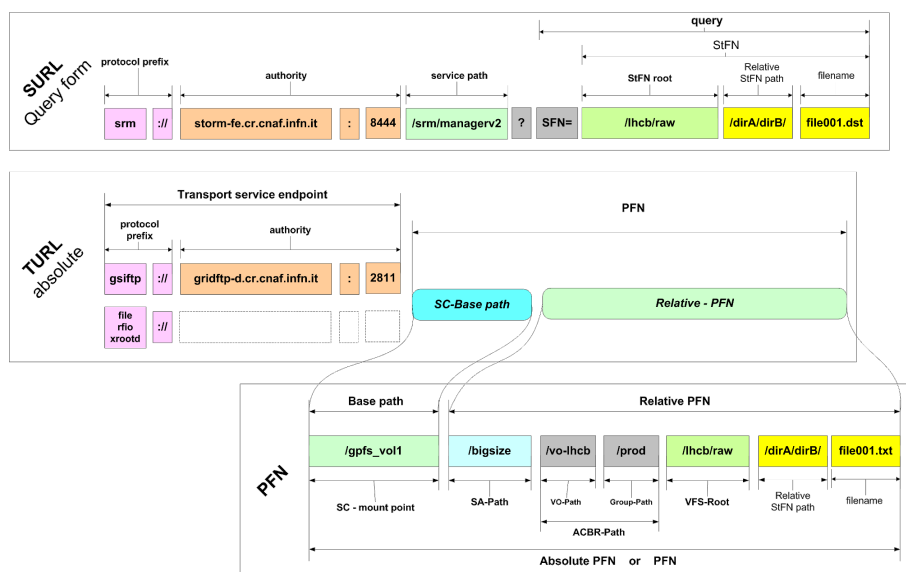 query
StFN
protocol prefix
authority
service path
StFN root
Relative
StFN path
filename
SURL
Query form
srm :// storm-fe.cr.cnaf.infn.it : 8444 /srm/managerv2 ? SFN= /lhcb/raw /dirA/dirB/ file001.dst
Transport service endpoint
PFN
protocol
prefix
authority
TURL
absolute
gsiftp :// gridftp-d.cr.cnaf.infn.it : 2811
SC-Base path Relative - PFN
file
rfio
xrootd
://
Base path Relative PFN
PFN
/gpfs_vol1 /bigsize /vo-lhcb /prod /lhcb/raw /dirA/dirB/ file001.txt
SC - mount point
SA-Path
VO-Path
Group-Path
VFS-Root
Relative
StFN path
filename
ACBR-Path
Absolute PFN or PFN